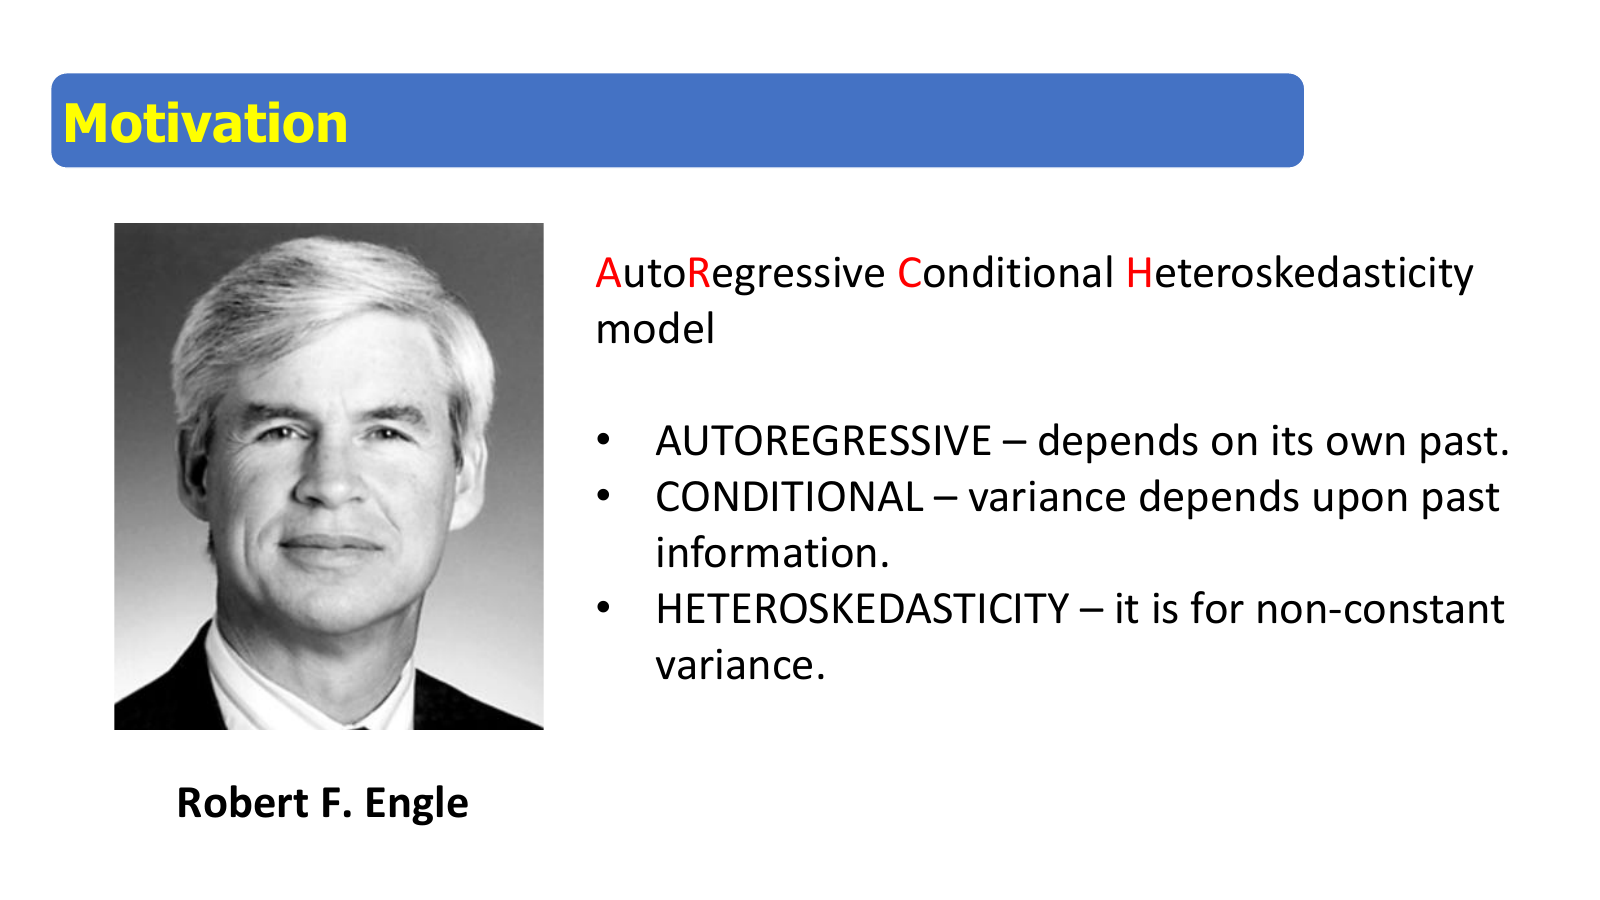 Motivation
AutoRegressive Conditional Heteroskedasticity
model
• AUTOREGRESSIVE – depends on its own past.
• CONDITIONAL – variance depends upon past
information.
• HETEROSKEDASTICITY – it is for non-constant
variance.
Robert F. Engle